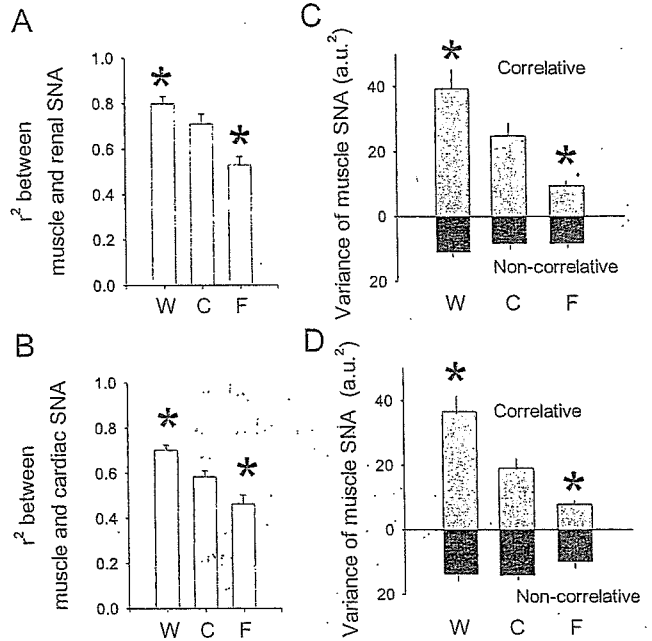 A
r² between
muscle and renal SNA
1.0
0.8
0.6
0.4
0.2
0.0
*
*
W C F
B
r² between
muscle and cardiac SNA
1.0
0.8
0.6
0.4
0.2
0.0
*
*
W C F
C
Variance of muscle SNA (a.u.²)
40
20
0
20
*
*
Correlative
Non-correlative
W C F
D
Variance of muscle SNA (a.u.²)
40
20
0
20
*
*
Correlative
Non-correlative
W C F